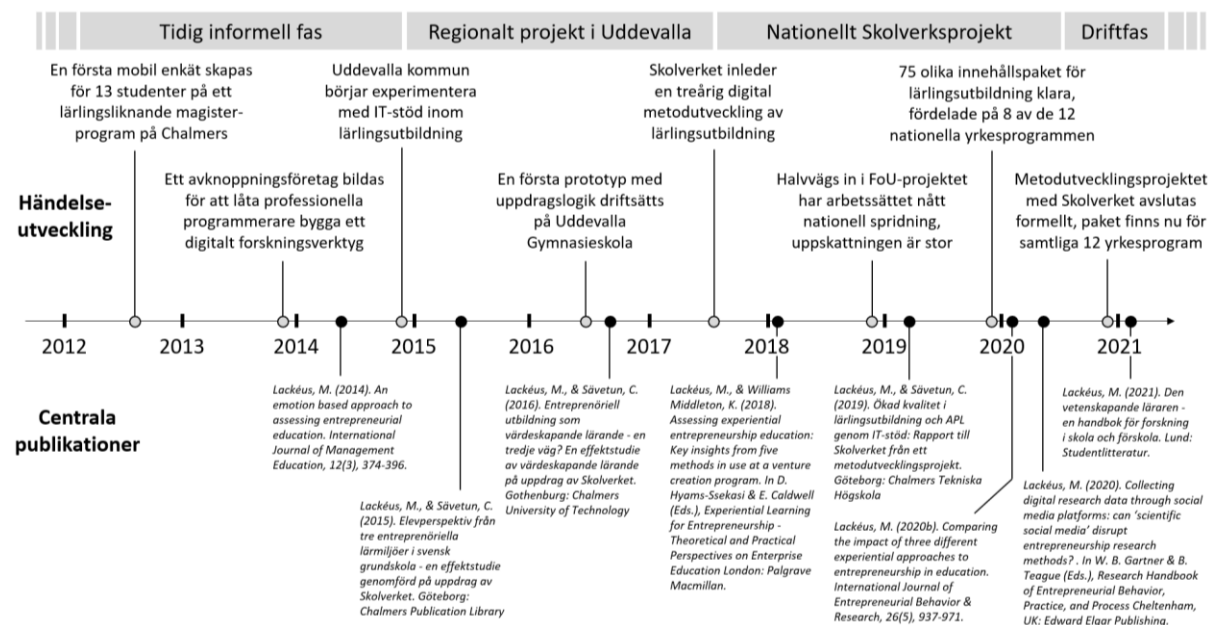 Tidig informell fas
Regionalt projekt i Uddevalla
Nationellt Skolverksprojekt
Driftfas
En första mobil enkät skapas
för 13 studenter på ett
lärlingsliknande magister-
program på Chalmers
Uddevalla kommun
börjar experimentera
med IT-stöd inom
lärlingsutbildning
Skolverket inleder
en treårig digital
metodutveckling av
lärlingsutbildning
75 olika innehållspaket för
lärlingsutbildning klara,
fördelade på 8 av de 12
nationella yrkesprogrammen
Händelse-
utveckling
Ett avknoppningsföretag bildas
för att låta professionella
programmerare bygga ett
digitalt forskningsverktyg
En första prototyp med
uppdragslogik driftsätts
på Uddevalla
Gymnasieskola
Halvvägs in i FoU-projektet
har arbetssättet nått
nationell spridning,
uppskattningen är stor
Metodutvecklingsprojektet
med Skolverket avslutas
formellt, paket finns nu för
samtliga 12 yrkesprogram
2012
2013
2014
2015
2016
2017
2018
2019
2020
2021
Centrala
publikationer
Lackéus, M. (2014). An
emotion based approach to
assessing entrepreneurial
education. International
Journal of Management
Education, 12(3), 374-396.
Lackéus, M., & Sävetun, C.
(2015). Elevperspektiv från
tre entreprenöriella
lärmiljöer i svensk
grundskola - en effektstudie
genomförd på uppdrag av
Skolverket. Göteborg:
Chalmers Publication Library
Lackéus, M., & Sävetun, C.
(2016). Entreprenöriell
utbildning som
värdeskapande lärande - en
tredje väg? En effektstudie
av värdeskapande lärande
på uppdrag av Skolverket.
Gothenburg: Chalmers
University of Technology
Lackéus, M., & Williams
Middleton, K. (2018).
Assessing experiential
entrepreneurship education:
Key insights from five
methods in use at a venture
creation program. In D.
Hyams-Ssekasi & E. Caldwell
(Eds.), Experiential Learning
for Entrepreneurship -
Theoretical and Practical
Perspectives on Enterprise
Education London: Palgrave
Macmillan.
Lackéus, M., & Sävetun, C.
(2019). Ökad kvalitet i
lärlingsutbildning och APL
genom IT-stöd: Rapport till
Skolverket från ett
metodutvecklingsprojekt.
Göteborg: Chalmers Tekniska
Högskola
Lackéus, M. (2020b). Comparing
the impact of three different
experiential approaches to
entrepreneurship in education.
International Journal of
Entrepreneurial Behavior &
Research, 26(5), 937-971.
Lackéus, M. (2021). Den
vetenskapande läraren -
en handbok för forskning
i skola och förskola. Lund:
Studentlitteratur.
Lackéus, M. (2020). Collecting
digital research data through social
media platforms: can 'scientific
social media' disrupt
entrepreneurship research
methods? . In W. B. Gartner & B.
Teague (Eds.), Research Handbook
of Entrepreneurial Behavior,
Practice, and Process Cheltenham,
UK: Edward Elgar Publishing.